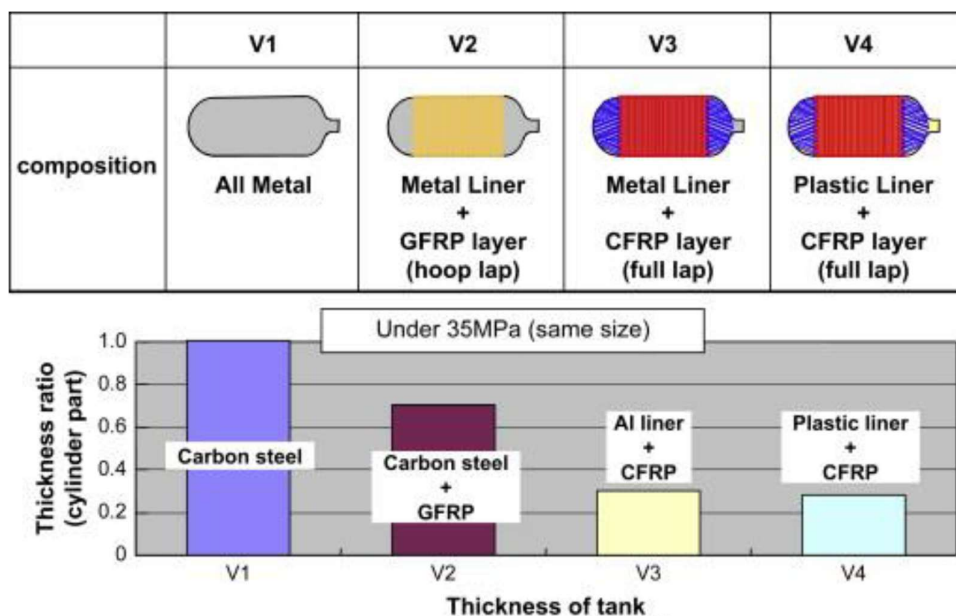 V1 V2 V3 V4
composition
All Metal
Metal Liner
+
GFRP layer
(hoop lap)
Metal Liner
+
CFRP layer
(full lap)
Plastic Liner
+
CFRP layer
(full lap)
Under 35MPa (same size)
Thickness ratio
(cylinder part)
1.0
0.8
0.6
0.4
0.2
0
Carbon steel
Carbon steel
+
GFRP
Al liner
+
CFRP
Plastic liner
+
CFRP
V1 V2 V3 V4
Thickness of tank